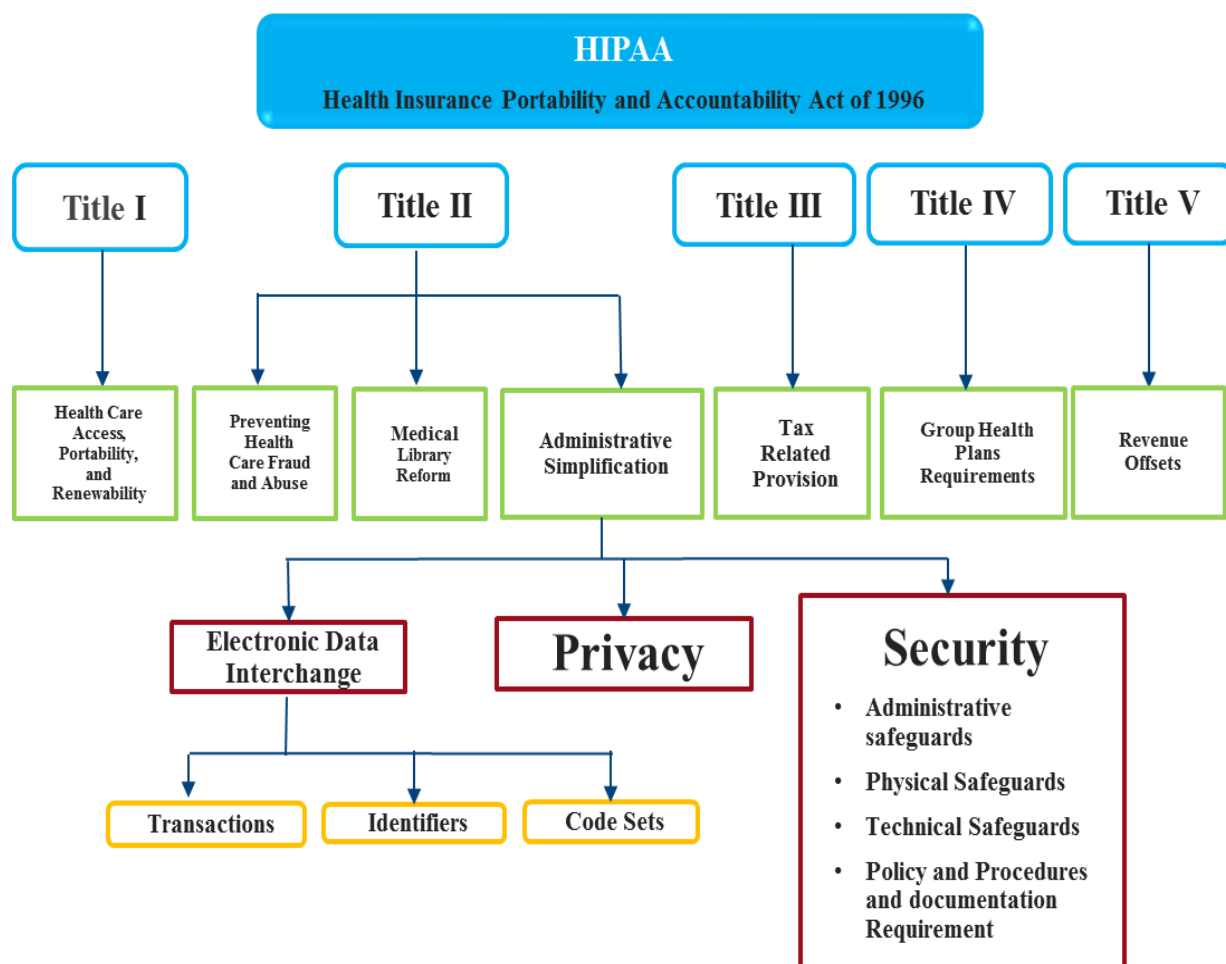 HIPAA
Health Insurance Portability and Accountability Act of 1996
Title I
Title II
Title III
Title IV
Title V
Health Care
Access,
Portability,
and
Renewability
Preventing
Health
Care Fraud
and Abuse
Medical
Library
Reform
Administrative
Simplification
Tax
Related
Provision
Group Health
Plans
Requirements
Revenue
Offsets
Electronic Data
Interchange
Privacy
Security
• Administrative
safeguards
• Physical Safeguards
• Technical Safeguards
• Policy and Procedures
and documentation
Requirement
Transactions
Identifiers
Code Sets